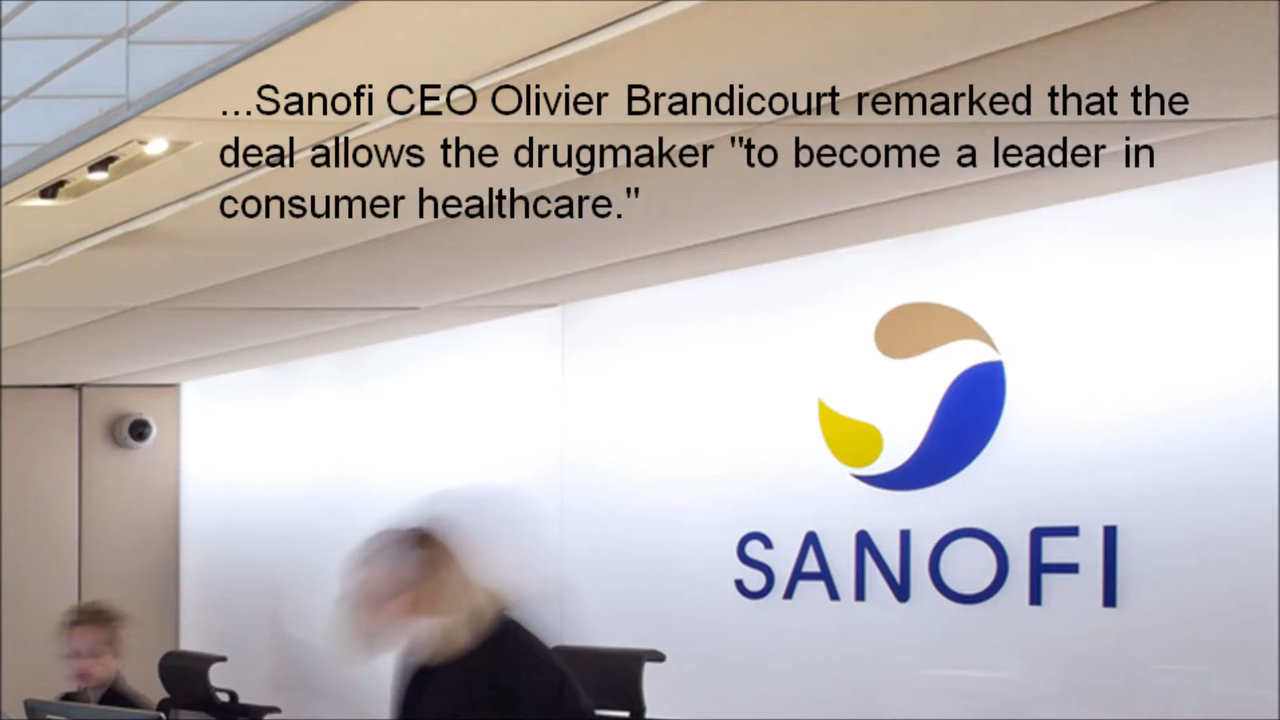 ...Sanofi CEO Olivier Brandicourt remarked that the
deal allows the drugmaker "to become a leader in
consumer healthcare."
SANOFI